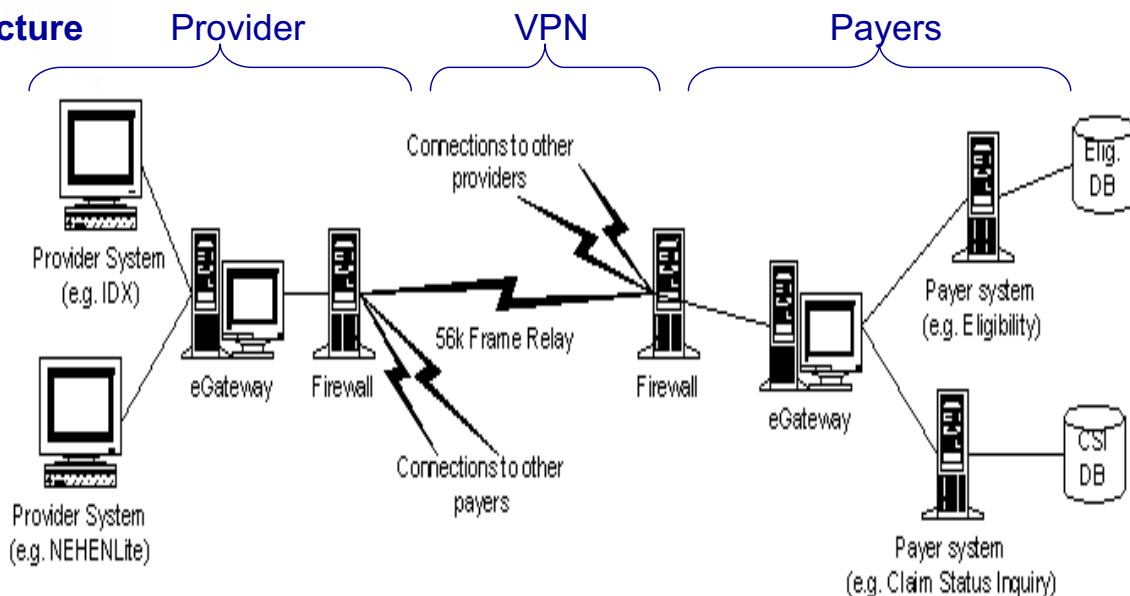 cture
Provider
VPN
Payers
Connections to other
providers
Elig.
DB
Provider System
(e.g. IDX)
Payer system
(e.g. Eligibility)
56k Frame Relay
eGateway
Firewall
Firewall
eGateway
CSI
DB
Connections to other
payers
Provider System
(e.g. NEHENLite)
Payer system
(e.g. Claim Status Inquiry)